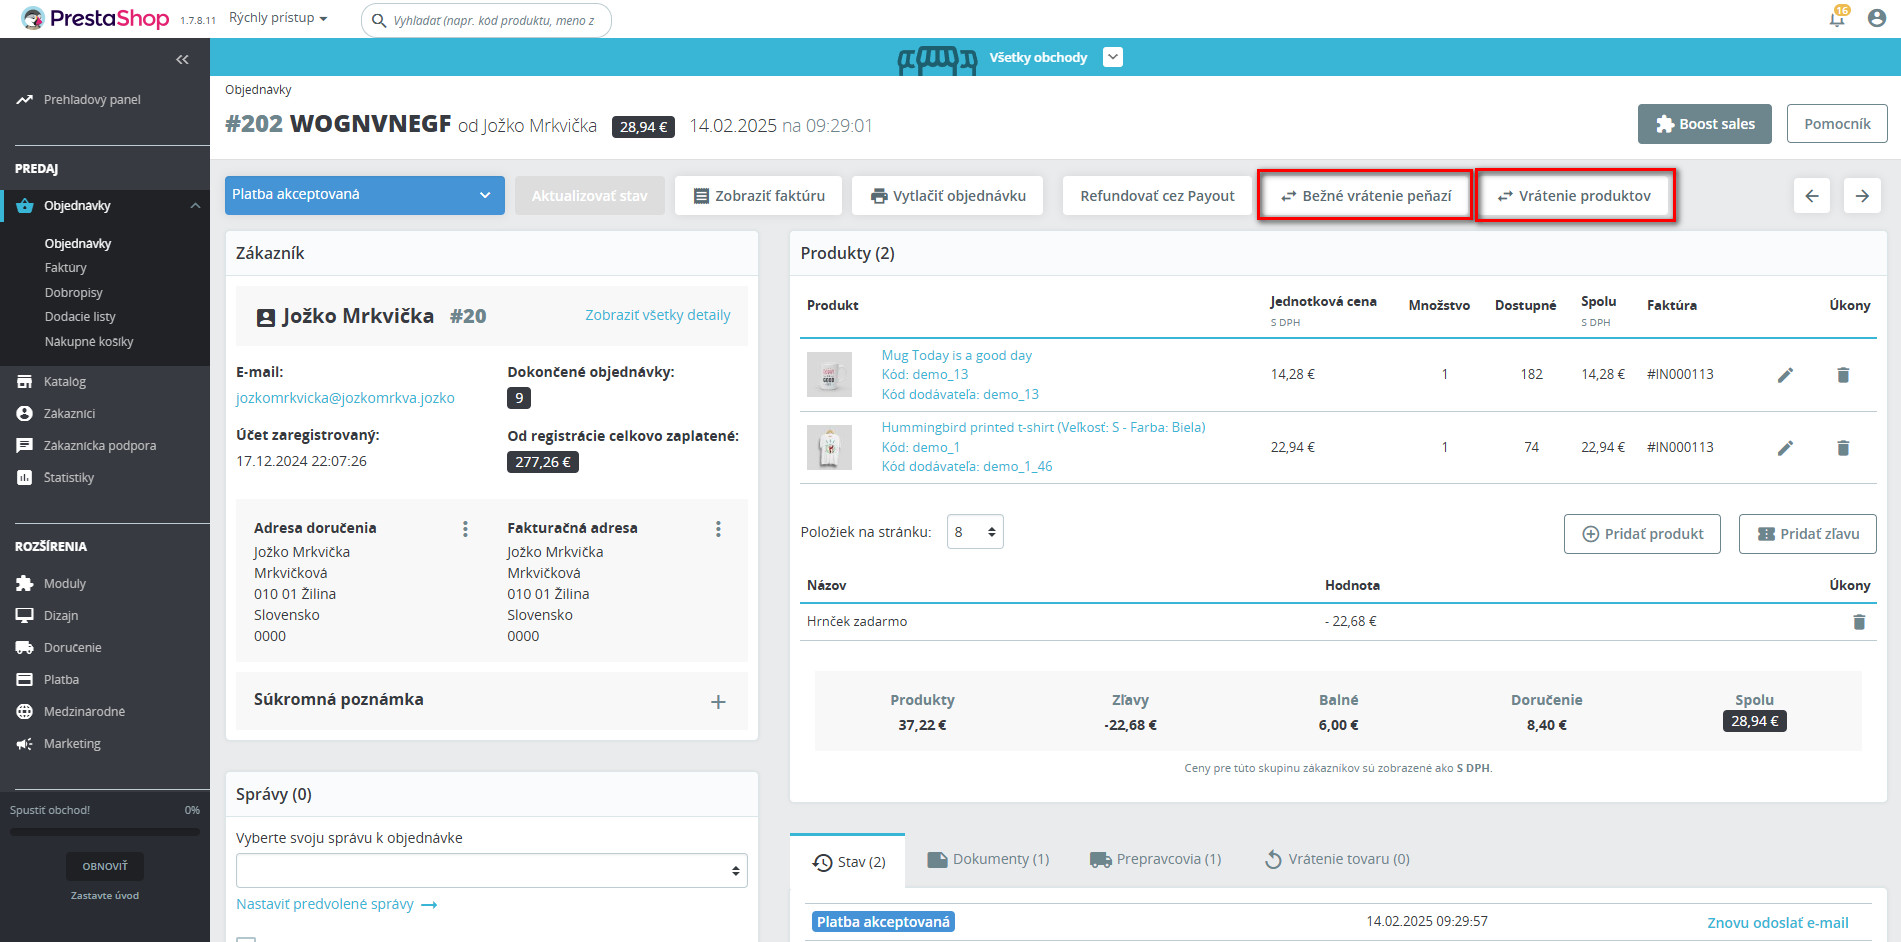 PrestaShop 1.7.8.11 Rýchly prístup
Vyhľadať (napr. kód produktu, meno z
16
Všetky obchody
Prehľadový panel
PREDAJ
Objednávky
Objednávky
Faktúry
Dobropisy
Dodacie listy
Nákupné košíky
Katalóg
Zákazníci
Zákaznícka podpora
Štatistiky
ROZŠÍRENIA
Moduly
Dizajn
Doručenie
Platba
Medzinárodné
Marketing
Spustiť obchod! 0%
OBNOVIŤ
Zastavte úvod
Objednávky
#202 WOGNVNEGF od Jožko Mrkvička 28,94 € 14.02.2025 na 09:29:01
Boost sales
Pomocník
Platba akceptovaná
Aktualizovať stav
Zobraziť faktúru
Vytlačiť objednávku
Refundovať cez Payout
Bežné vrátenie peňazí
Vrátenie produktov
Zákazník
Jožko Mrkvička #20
Zobraziť všetky detaily
E-mail:
jozkomrkvicka@jozkomrkva.jozko
Dokončené objednávky:
9
Účet zaregistrovaný:
17.12.2024 22:07:26
Od registrácie celkovo zaplatené:
277,26 €
Adresa doručenia
Jožko Mrkvička
Mrkvičková
010 01 Žilina
Slovensko
0000
Fakturačná adresa
Jožko Mrkvička
Mrkvičková
010 01 Žilina
Slovensko
0000
Súkromná poznámka
Správy (0)
Vyberte svoju správu k objednávke
Nastaviť predvolené správy
Produkty (2)
Produkt Jednotková cena S DPH Množstvo Dostupné Spolu S DPH Faktúra Úkony
Mug Today is a good day
Kód: demo_13
Kód dodávateľa: demo_13
14,28 € 1 182 14,28 € #IN000113
Hummingbird printed t-shirt (Veľkosť: S - Farba: Biela)
Kód: demo_1
Kód dodávateľa: demo_1_46
22,94 € 1 74 22,94 € #IN000113
Položiek na stránku: 8
Pridať produkt
Pridať zľavu
Názov Hodnota Úkony
Hrnček zadarmo - 22,68 €
Produkty Zľavy Balné Doručenie Spolu
37,22 € -22,68 € 6,00 € 8,40 € 28,94 €
Ceny pre túto skupinu zákazníkov sú zobrazené ako S DPH.
Stav (2)
Dokumenty (1)
Prepravcovia (1)
Vrátenie tovaru (0)
Platba akceptovaná 14.02.2025 09:29:57 Znovu odoslať e-mail